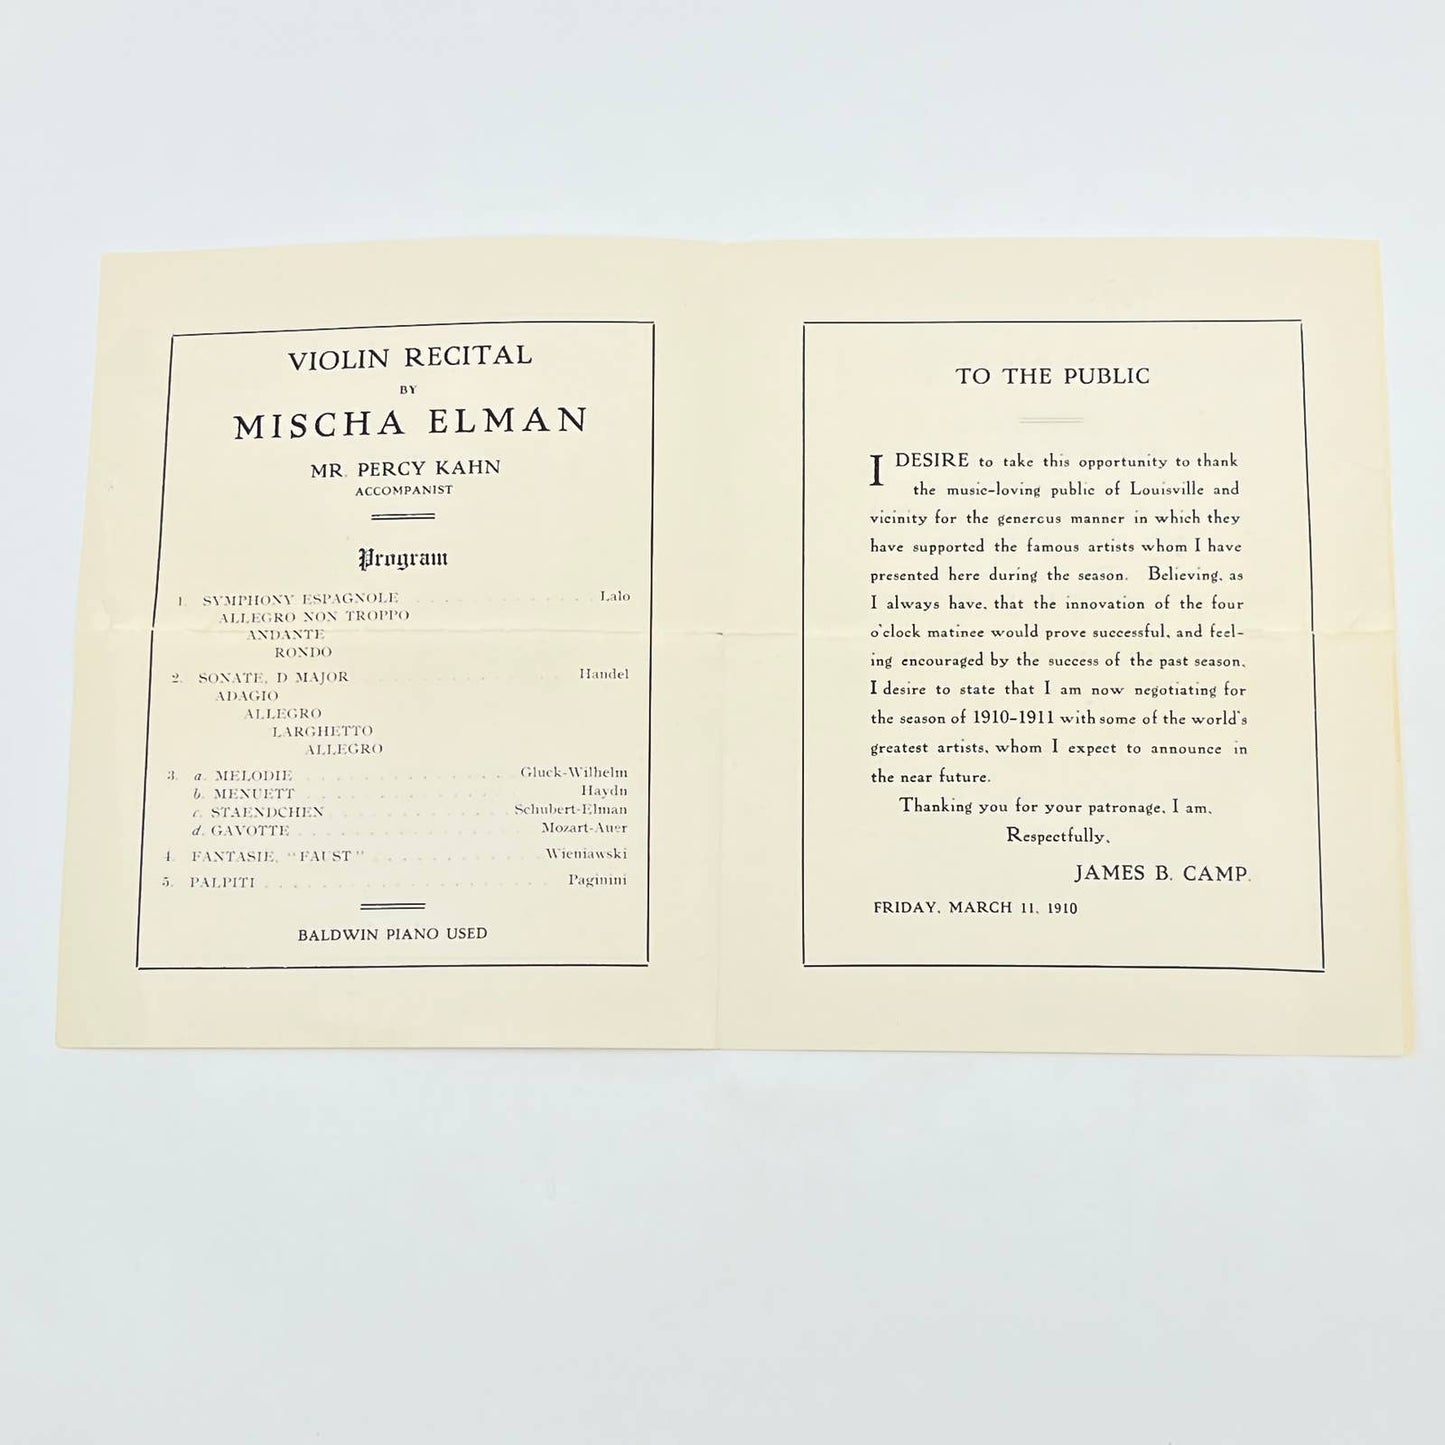 VIOLIN RECITAL
BY
MISCHA ELMAN
MR. PERCY KAHN
ACCOMPANIST
Program
1. SYMPHONY ESPAGNOLE . . . . . . . . . . . . Lalo
ALLEGRO NON TROPPO
ANDANTE
RONDO
2. SONATE, D MAJOR . . . . . . . . . . . . Handel
ADAGIO
ALLEGRO
LARGHETTO
ALLEGRO
3. a. MELODIE . . . . . . . . . . . . Gluck-Wilhelm
b. MENUETT . . . . . . . . . . . . Haydn
c. STAENDCHEN . . . . . . . . . . . . Schubert-Elman
d. GAVOTTE . . . . . . . . . . . . Mozart-Auer
4. FANTASIE, "FAUST" . . . . . . . . . . . . Wieniawski
5. PALPITI . . . . . . . . . . . . Paginini
BALDWIN PIANO USED
TO THE PUBLIC
I DESIRE to take this opportunity to thank
the music-loving public of Louisville and
vicinity for the generous manner in which they
have supported the famous artists whom I have
presented here during the season. Believing, as
I always have, that the innovation of the four
o'clock matinee would prove successful, and feel-
ing encouraged by the success of the past season,
I desire to state that I am now negotiating for
the season of 1910-1911 with some of the world's
greatest artists, whom I expect to announce in
the near future.
Thanking you for your patronage, I am,
Respectfully,
JAMES B. CAMP.
FRIDAY, MARCH 11, 1910